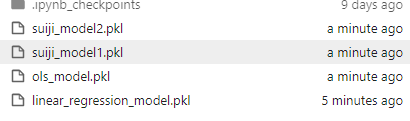 .ipynb_checkpoints 9 days ago
suiji_model2.pkl a minute ago
suiji_model1.pkl a minute ago
ols_model.pkl a minute ago
linear_regression_model.pkl 5 minutes ago